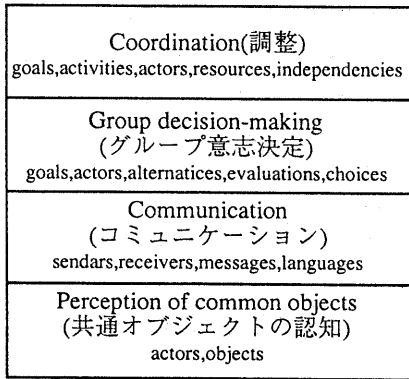 Coordination(調整)
goals,activities,actors,resources,independencies
Group decision-making
(グループ意志決定)
goals,actors,alternatices,evaluations,choices
Communication
(コミュニケーション)
sendars,receivers,messages,languages
Perception of common objects
(共通オブジェクトの認知)
actors,objects